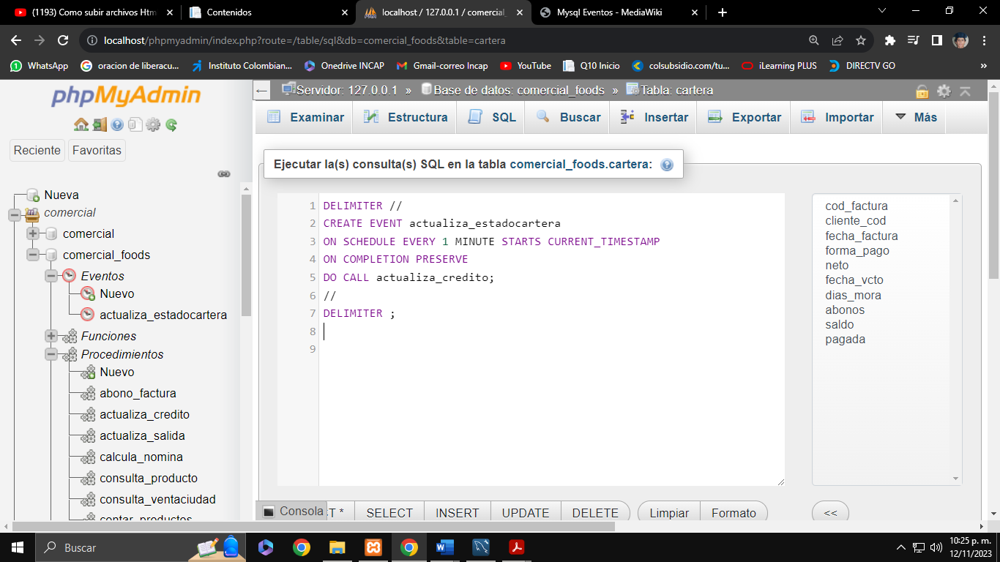 (1193) Como subir archivos Htm
Contenidos
localhost / 127.0.0.1 / comercial_
Mysql Eventos - MediaWiki
localhost/phpmyadmin/index.php?route=/table/sql&db=comercial_foods&table=cartera
WhatsApp
oracion de liberacu...
Instituto Colombian...
Onedrive INCAP
Gmail-correo Incap
YouTube
Q10 Inicio
colsubsidio.com/tu...
iLearning PLUS
DIRECTV GO
»
phpMyAdmin
Reciente
Favoritas
Nueva
comercial
comercial
comercial_foods
Eventos
Nuevo
actualiza_estadocartera
Funciones
Procedimientos
Nuevo
abono_factura
actualiza_credito
actualiza_salida
calcula_nomina
consulta_producto
consulta_ventaciudad
contar_productos
Servidor: 127.0.0.1 » Base de datos: comercial_foods » Tabla: cartera
Examinar
Estructura
SQL
Buscar
Insertar
Exportar
Importar
Más
Ejecutar la(s) consulta(s) SQL en la tabla comercial_foods.cartera:
1 DELIMITER //
2 CREATE EVENT actualiza_estadocartera
3 ON SCHEDULE EVERY 1 MINUTE STARTS CURRENT_TIMESTAMP
4 ON COMPLETION PRESERVE
5 DO CALL actualiza_credito;
6 //
7 DELIMITER ;
8
9
cod_factura
cliente_cod
fecha_factura
forma_pago
neto
fecha_vcto
dias_mora
abonos
saldo
pagada
Consola
CT *
SELECT
INSERT
UPDATE
DELETE
Limpiar
Formato
<<
Buscar
10:25 p. m.
12/11/2023